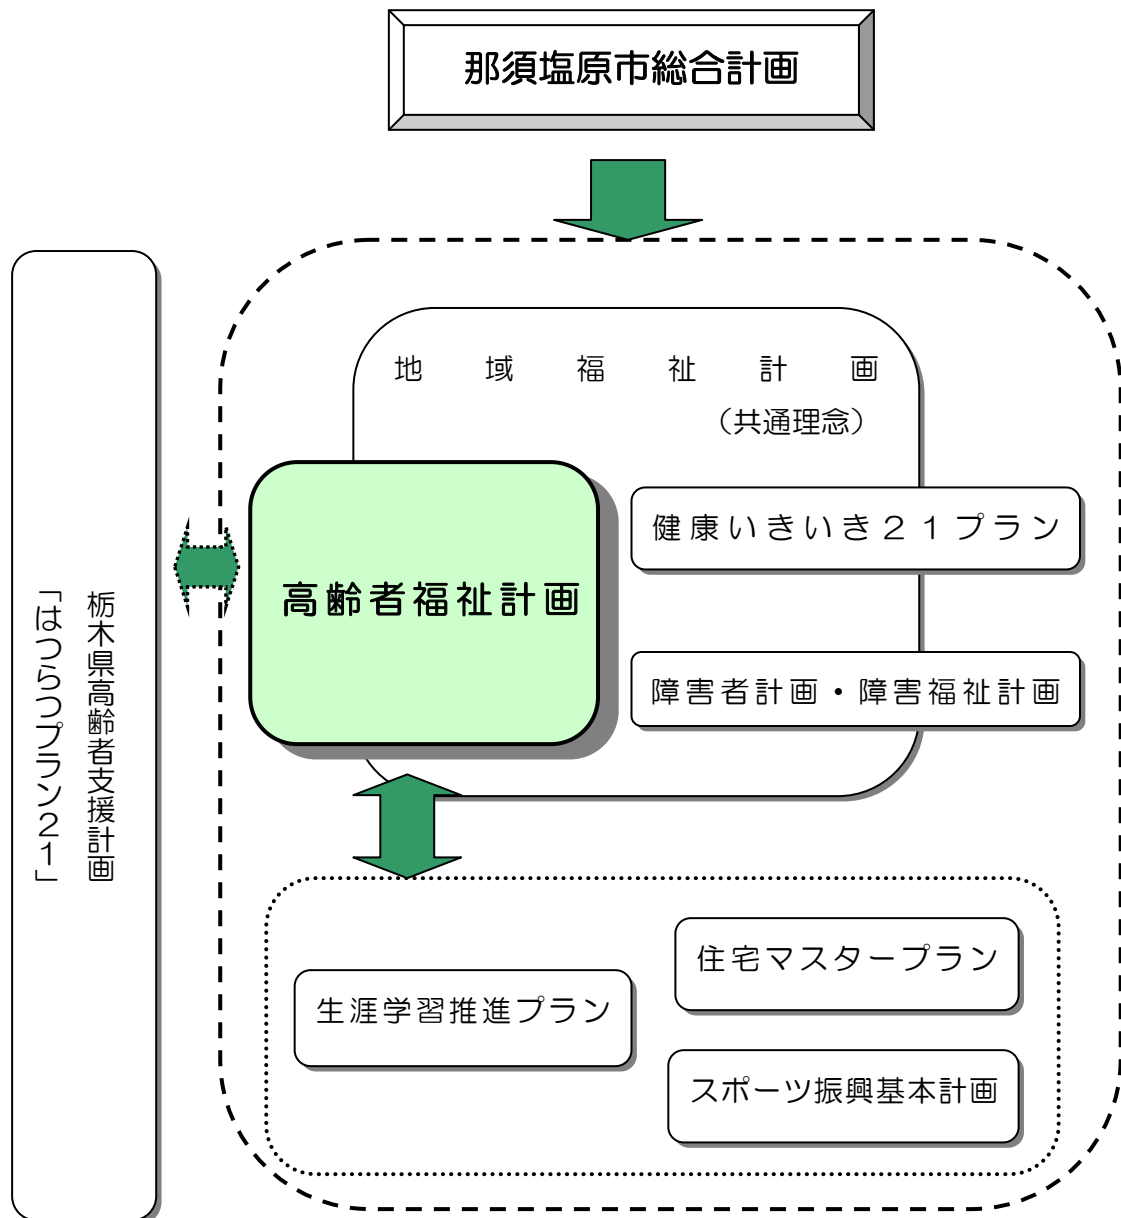 那須塩原市総合計画
地域福祉計画
（共通理念）
高齢者福祉計画
健康いきいき２１プラン
障害者計画・障害福祉計画
栃木県高齢者支援計画
「はつらつプラン２１」
生涯学習推進プラン
住宅マスタープラン
スポーツ振興基本計画